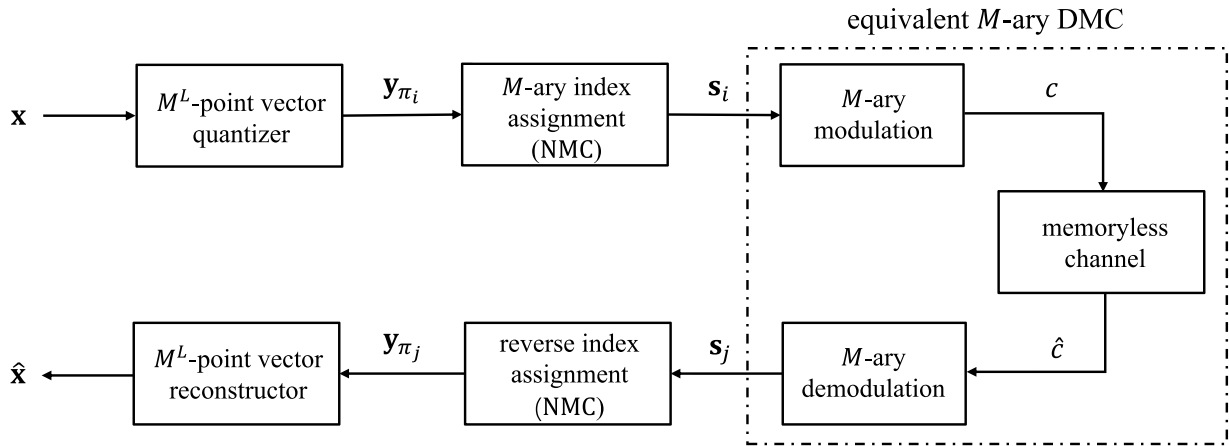 equivalent M-ary DMC
x
M^L-point vector
quantizer
y_{π_i}
M-ary index
assignment
(NMC)
s_i
M-ary
modulation
c
memoryless
channel
x̂
M^L-point vector
reconstructor
y_{π_j}
reverse index
assignment
(NMC)
s_j
M-ary
demodulation
ĉ